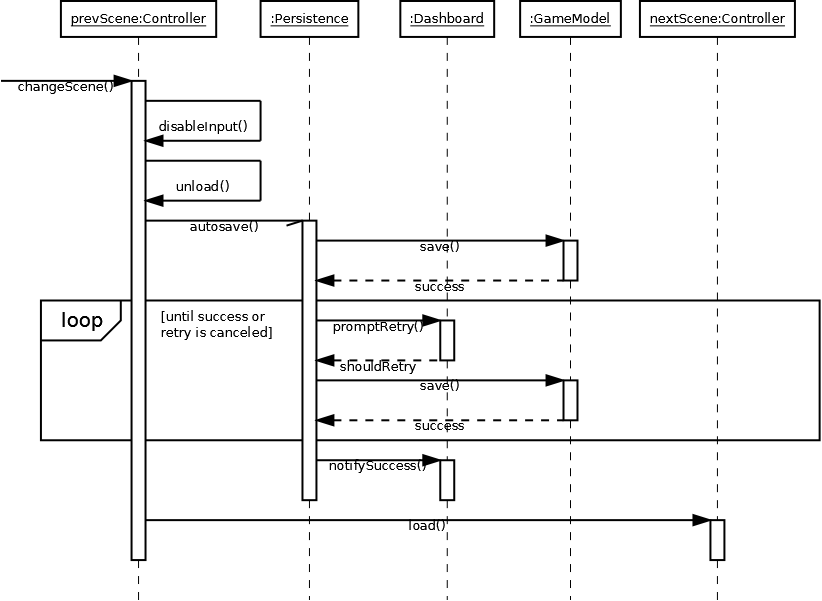 prevScene:Controller
:Persistence
:Dashboard
:GameModel
nextScene:Controller
changeScene()
disableInput()
unload()
autosave()
save()
success
loop
[until success or
retry is canceled]
promptRetry()
shouldRetry
save()
success
notifySuccess()
load()